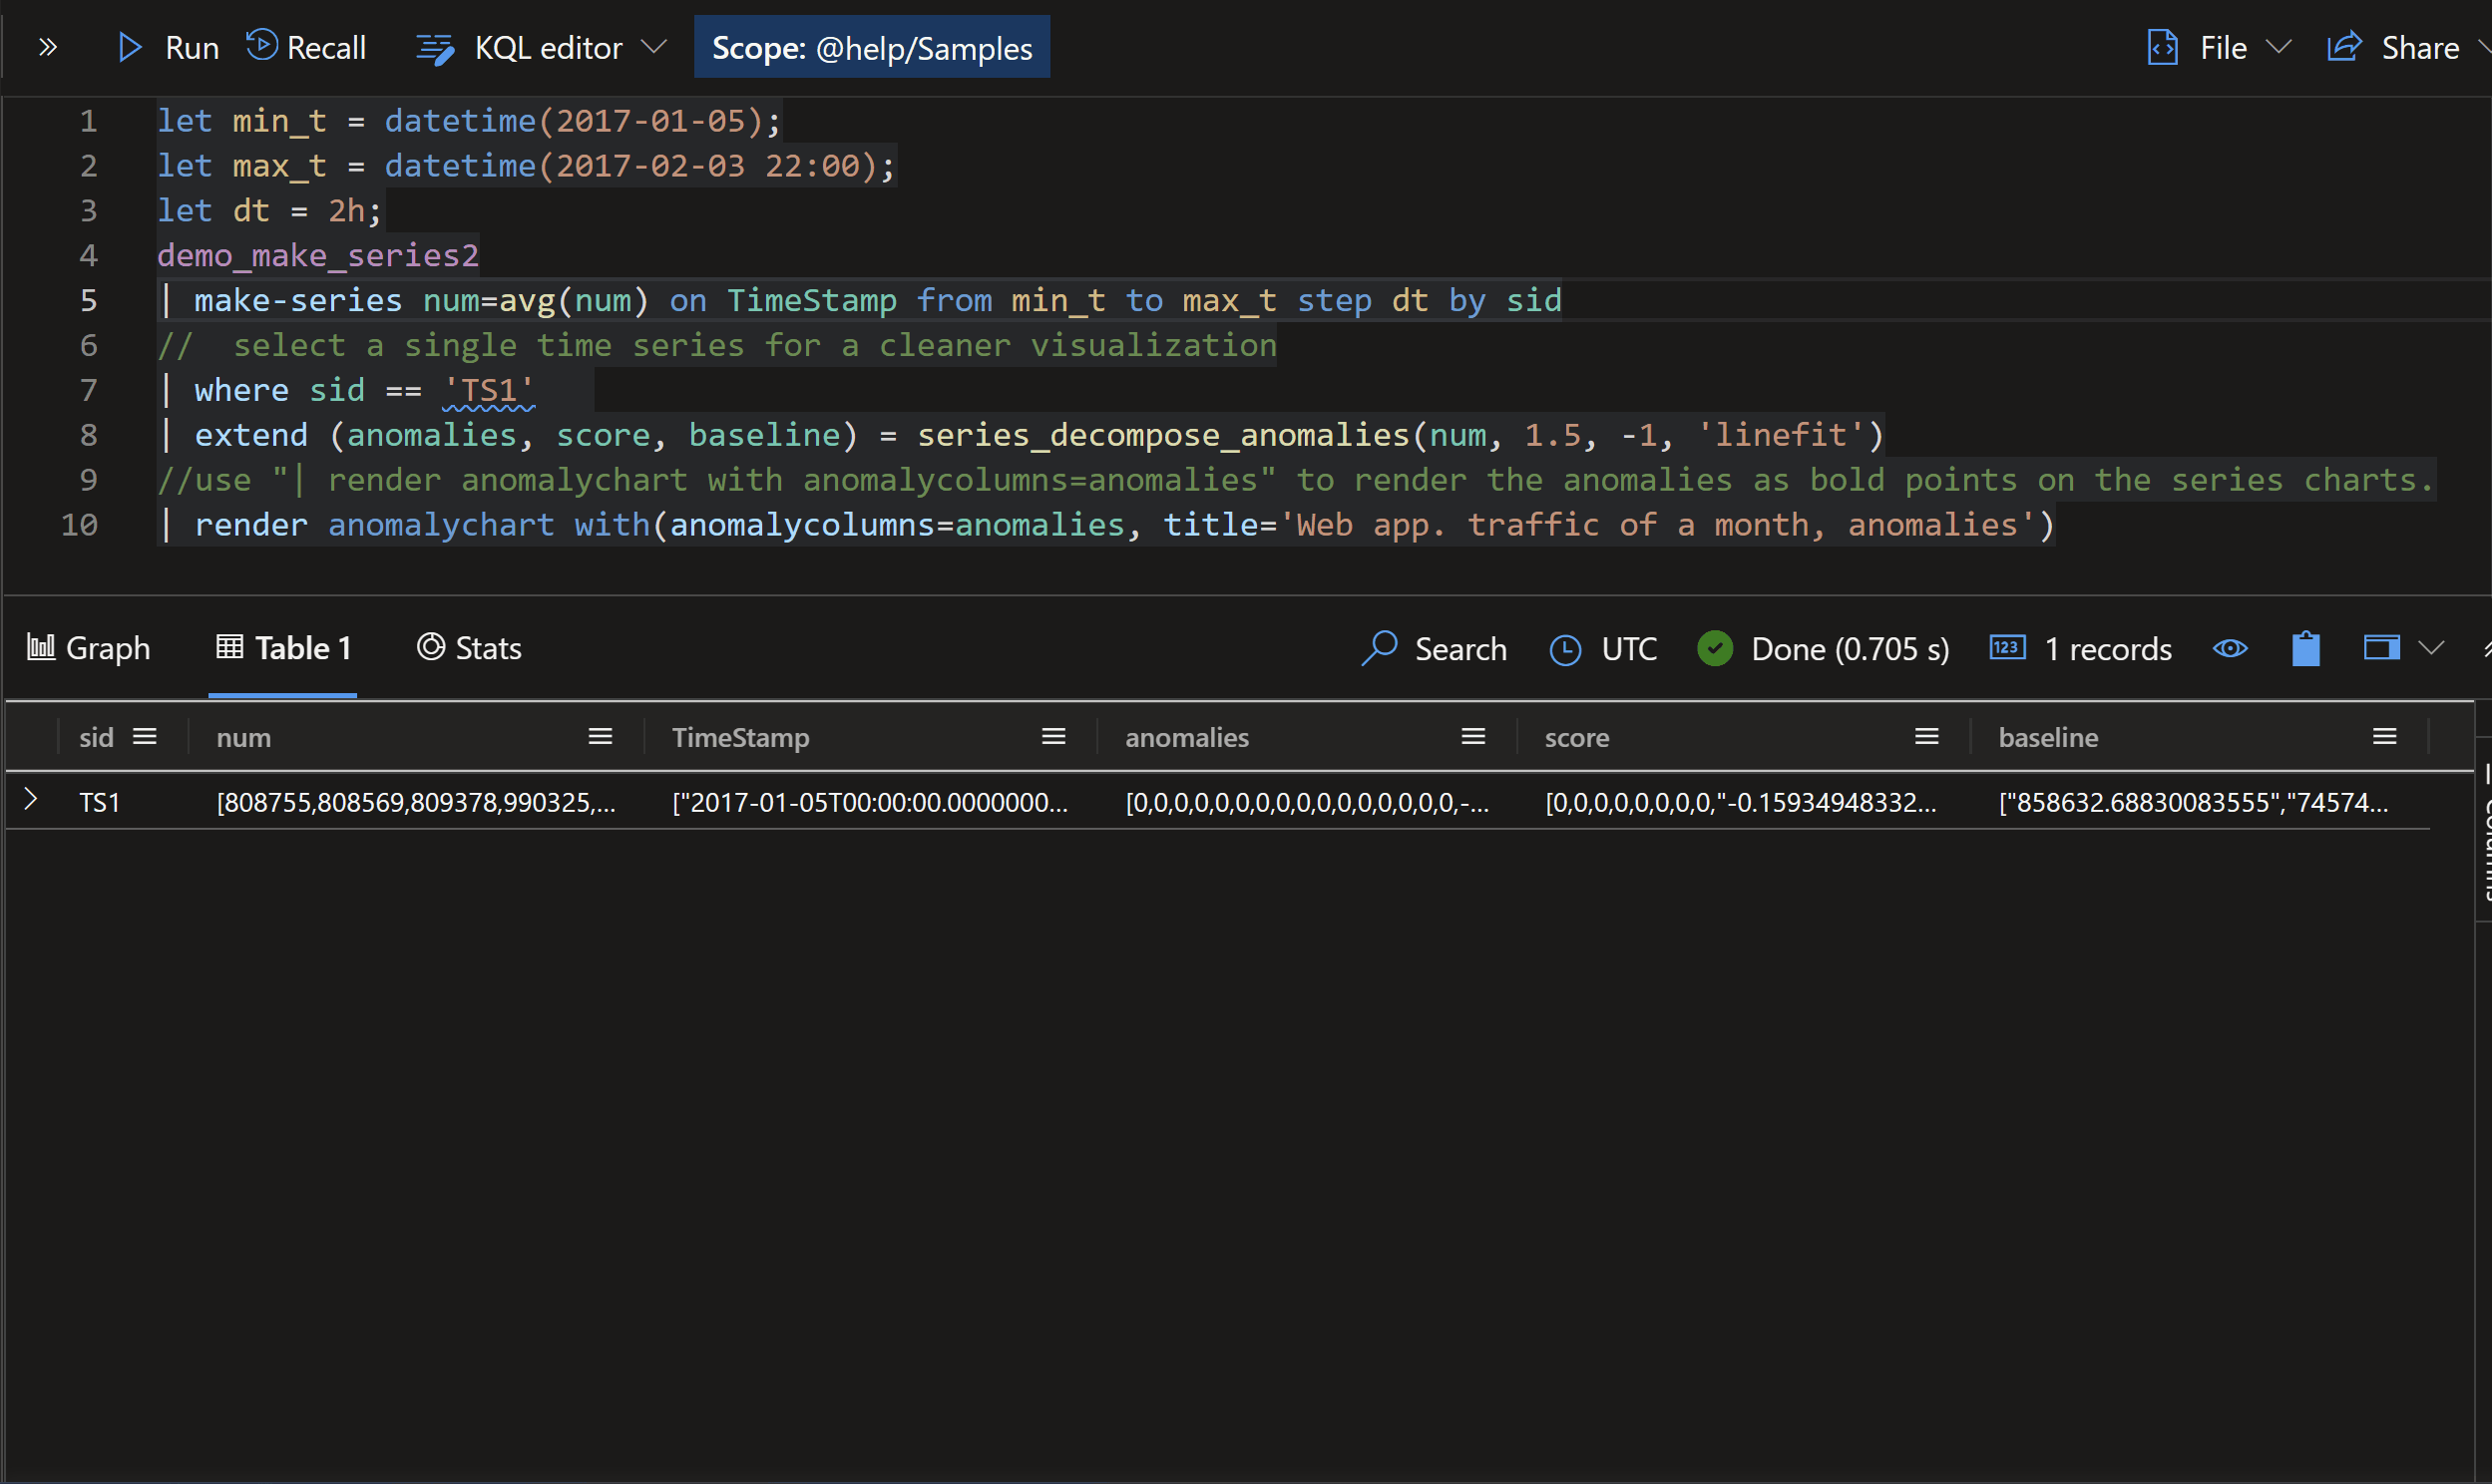 Run Recall KQL editor Scope: @help/Samples File Share
1 let min_t = datetime(2017-01-05);
2 let max_t = datetime(2017-02-03 22:00);
3 let dt = 2h;
4 demo_make_series2
5 | make-series num=avg(num) on TimeStamp from min_t to max_t step dt by sid
6 //  select a single time series for a cleaner visualization
7 | where sid == 'TS1'
8 | extend (anomalies, score, baseline) = series_decompose_anomalies(num, 1.5, -1, 'linefit')
9 //use "| render anomalychart with anomalycolumns=anomalies" to render the anomalies as bold points on the series charts.
10 | render anomalychart with(anomalycolumns=anomalies, title='Web app. traffic of a month, anomalies')
Graph Table 1 Stats Search UTC Done (0.705 s) 123 1 records
sid num TimeStamp anomalies score baseline
TS1 [808755,808569,809378,990325,... ["2017-01-05T00:00:00.0000000... [0,0,0,0,0,0,0,0,0,0,0,0,0,0,0,0,-... [0,0,0,0,0,0,0,0,"-0.15934948332... ["858632.68830083555","74574...
Columns